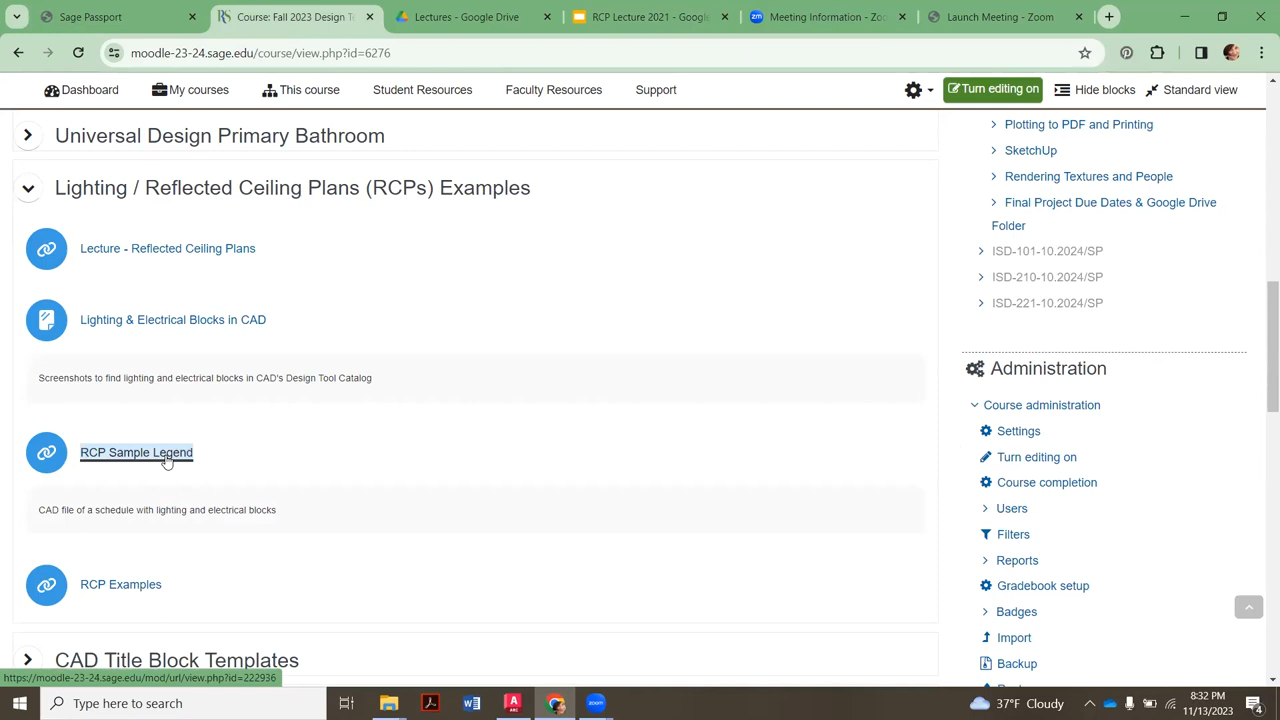 Sage Passport
Course: Fall 2023 Design T
Lectures - Google Drive
RCP Lecture 2021 - Google
Meeting Information - Zo
Launch Meeting - Zoom
moodle-23-24.sage.edu/course/view.php?id=6276
Dashboard
My courses
This course
Student Resources
Faculty Resources
Support
Turn editing on
Hide blocks
Standard view
Universal Design Primary Bathroom
Lighting / Reflected Ceiling Plans (RCPs) Examples
Lecture - Reflected Ceiling Plans
Lighting & Electrical Blocks in CAD
Screenshots to find lighting and electrical blocks in CAD's Design Tool Catalog
RCP Sample Legend
CAD file of a schedule with lighting and electrical blocks
RCP Examples
CAD Title Block Templates
Plotting to PDF and Printing
SketchUp
Rendering Textures and People
Final Project Due Dates & Google Drive
Folder
ISD-101-10.2024/SP
ISD-210-10.2024/SP
ISD-221-10.2024/SP
Administration
Course administration
Settings
Turn editing on
Course completion
Users
Filters
Reports
Gradebook setup
Badges
Import
Backup
https://moodle-23-24.sage.edu/mod/url/view.php?id=222936
Type here to search
37°F Cloudy
8:32 PM
11/13/2023